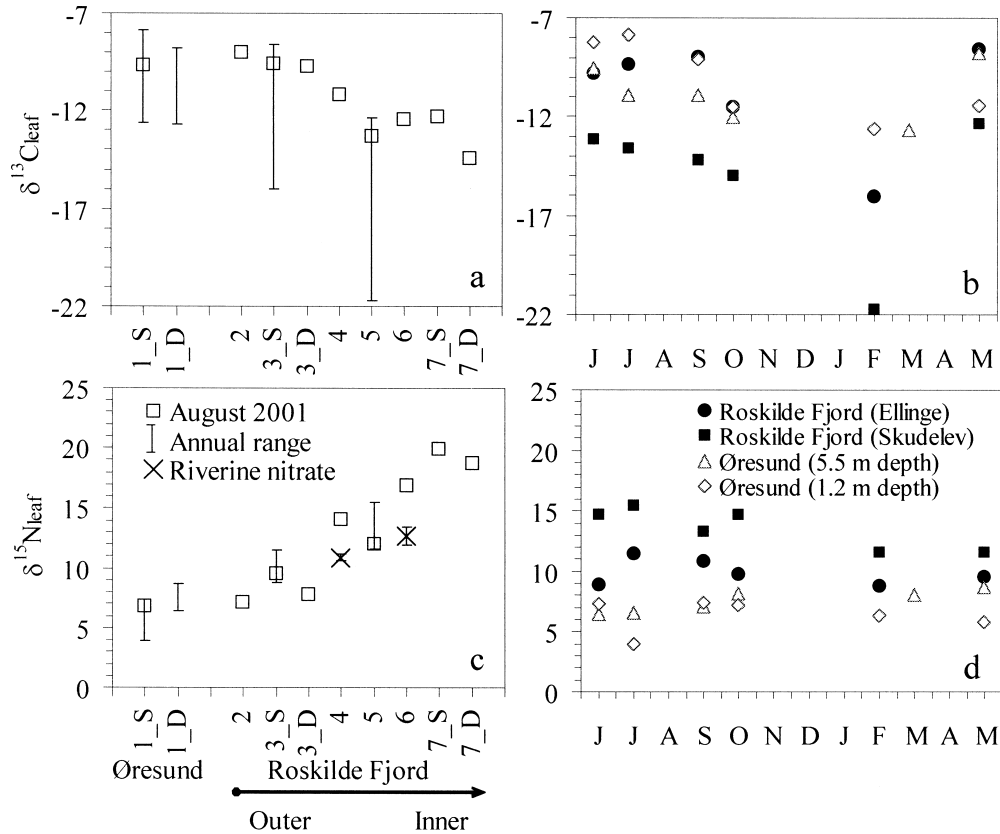 δ13Cleaf
-7
-12
-17
-22
a
1_S 1_D 2 3_S 3_D 4 5 6 7_S 7_D
-7
-12
-17
-22
b
J J A S O N D J F M A M
δ15Nleaf
25
20
15
10
5
0
August 2001
Annual range
Riverine nitrate
c
1_S 1_D 2 3_S 3_D 4 5 6 7_S 7_D
Øresund Roskilde Fjord
Outer Inner
25
20
15
10
5
0
Roskilde Fjord (Ellinge)
Roskilde Fjord (Skudelev)
Øresund (5.5 m depth)
Øresund (1.2 m depth)
d
J J A S O N D J F M A M